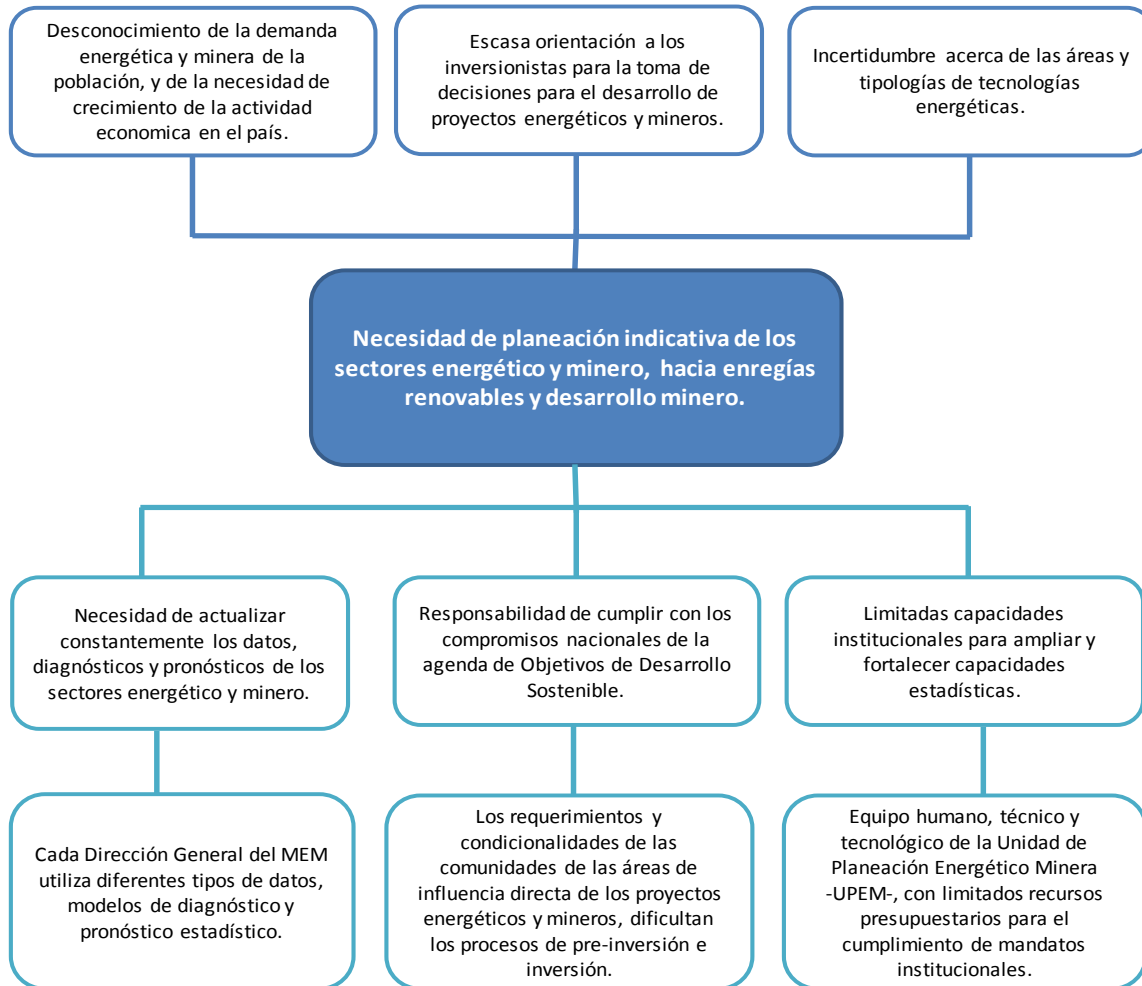 Desconocimiento de la demanda
energética y minera de la
población, y de la necesidad de
crecimiento de la actividad
economica en el país.
Escasa orientación a los
inversionistas para la toma de
decisiones para el desarrollo de
proyectos energéticos y mineros.
Incertidumbre acerca de las áreas y
tipologías de tecnologías
energéticas.
Necesidad de planeación indicativa de los
sectores energético y minero, hacia enregías
renovables y desarrollo minero.
Necesidad de actualizar
constantemente los datos,
diagnósticos y pronósticos de los
sectores energético y minero.
Responsabilidad de cumplir con los
compromisos nacionales de la
agenda de Objetivos de Desarrollo
Sostenible.
Limitadas capacidades
institucionales para ampliar y
fortalecer capacidades
estadísticas.
Cada Dirección General del MEM
utiliza diferentes tipos de datos,
modelos de diagnóstico y
pronóstico estadístico.
Los requerimientos y
condicionalidades de las
comunidades de las áreas de
influencia directa de los proyectos
energéticos y mineros, dificultan
los procesos de pre-inversión e
inversión.
Equipo humano, técnico y
tecnológico de la Unidad de
Planeación Energético Minera
-UPEM-, con limitados recursos
presupuestarios para el
cumplimiento de mandatos
institucionales.